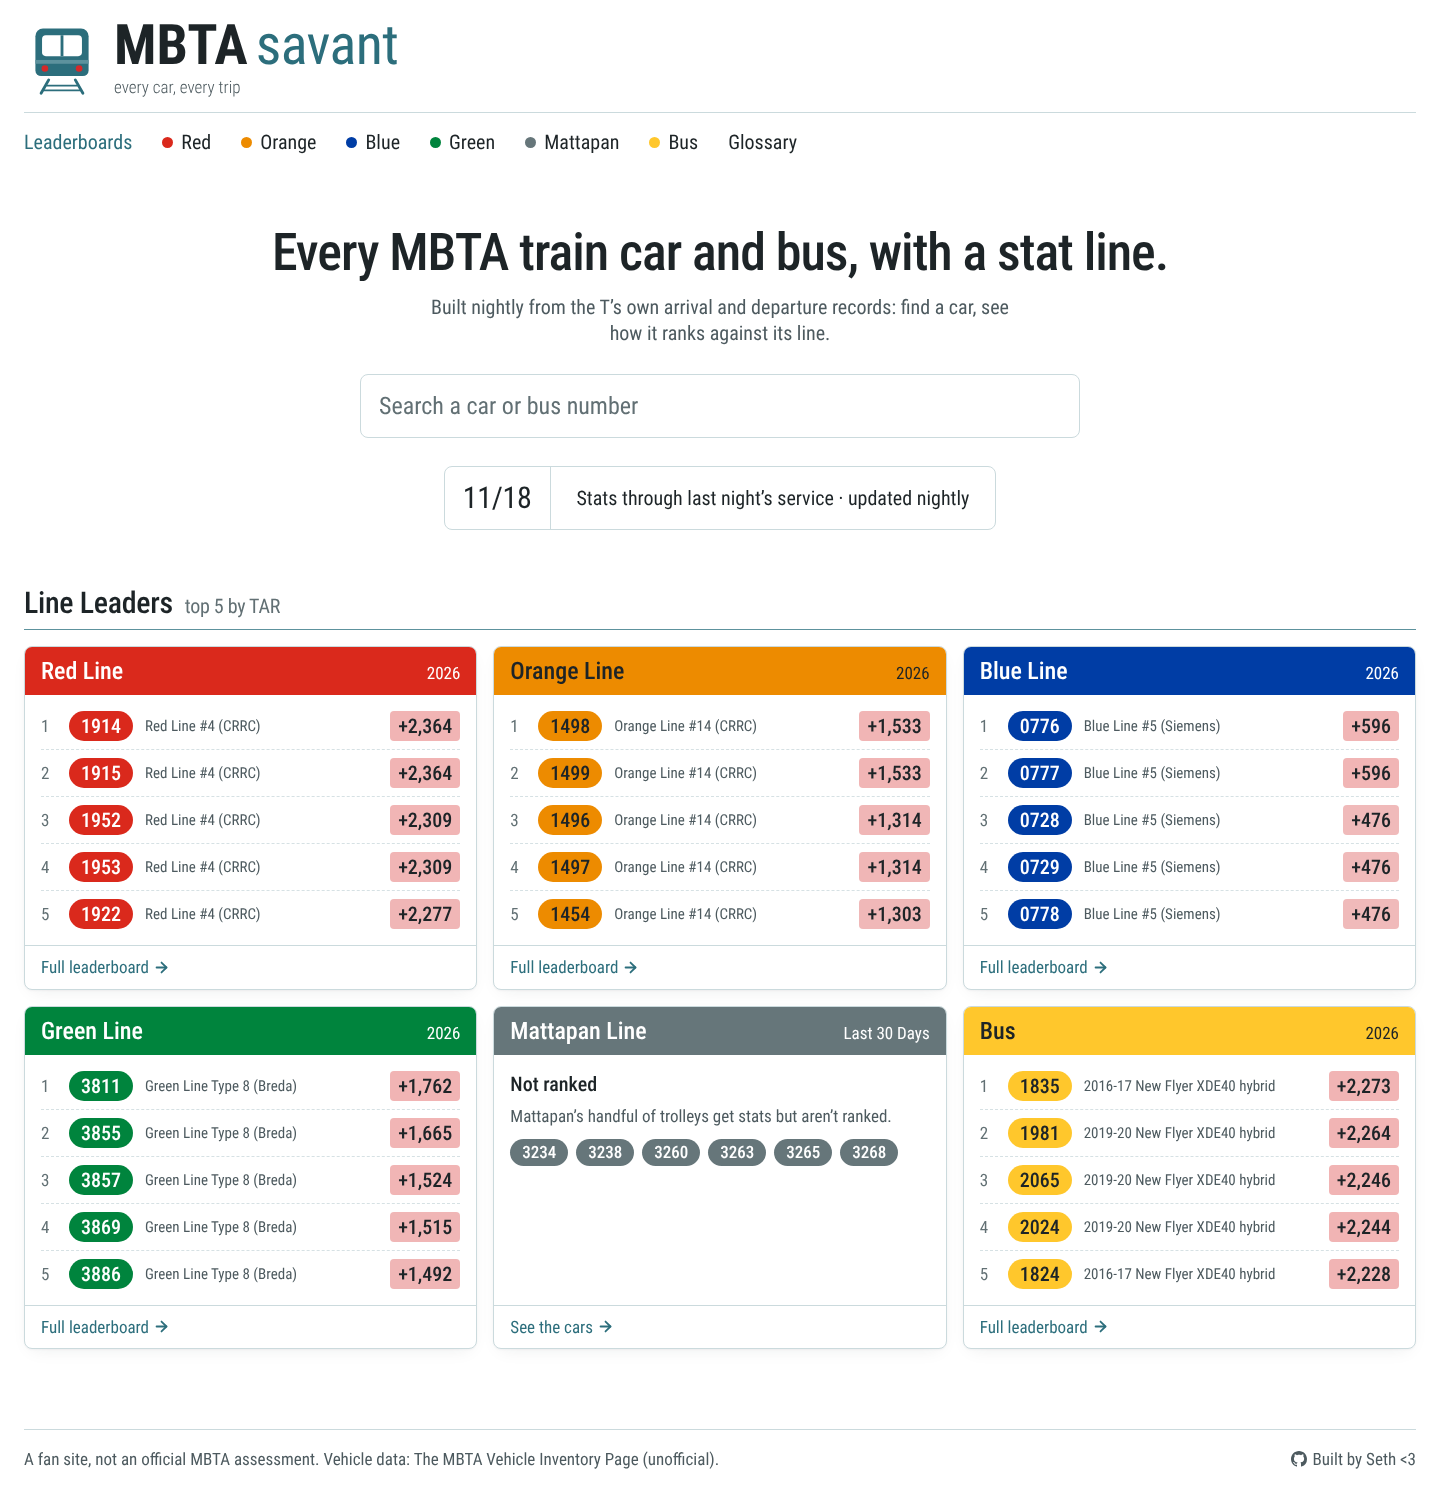 MBTA savant
every car, every trip
Leaderboards Red Orange Blue Green Mattapan Bus Glossary
Every MBTA train car and bus, with a stat line.
Built nightly from the T’s own arrival and departure records: find a car, see
how it ranks against its line.
Search a car or bus number
11/18 Stats through last night’s service · updated nightly
Line Leaders top 5 by TAR
Red Line 2026
1 1914 Red Line #4 (CRRC) +2,364
2 1915 Red Line #4 (CRRC) +2,364
3 1952 Red Line #4 (CRRC) +2,309
4 1953 Red Line #4 (CRRC) +2,309
5 1922 Red Line #4 (CRRC) +2,277
Full leaderboard →
Orange Line 2026
1 1498 Orange Line #14 (CRRC) +1,533
2 1499 Orange Line #14 (CRRC) +1,533
3 1496 Orange Line #14 (CRRC) +1,314
4 1497 Orange Line #14 (CRRC) +1,314
5 1454 Orange Line #14 (CRRC) +1,303
Full leaderboard →
Blue Line 2026
1 0776 Blue Line #5 (Siemens) +596
2 0777 Blue Line #5 (Siemens) +596
3 0728 Blue Line #5 (Siemens) +476
4 0729 Blue Line #5 (Siemens) +476
5 0778 Blue Line #5 (Siemens) +476
Full leaderboard →
Green Line 2026
1 3811 Green Line Type 8 (Breda) +1,762
2 3855 Green Line Type 8 (Breda) +1,665
3 3857 Green Line Type 8 (Breda) +1,524
4 3869 Green Line Type 8 (Breda) +1,515
5 3886 Green Line Type 8 (Breda) +1,492
Full leaderboard →
Mattapan Line Last 30 Days
Not ranked
Mattapan’s handful of trolleys get stats but aren’t ranked.
3234 3238 3260 3263 3265 3268
See the cars →
Bus 2026
1 1835 2016-17 New Flyer XDE40 hybrid +2,273
2 1981 2019-20 New Flyer XDE40 hybrid +2,264
3 2065 2019-20 New Flyer XDE40 hybrid +2,246
4 2024 2019-20 New Flyer XDE40 hybrid +2,244
5 1824 2016-17 New Flyer XDE40 hybrid +2,228
Full leaderboard →
A fan site, not an official MBTA assessment. Vehicle data: The MBTA Vehicle Inventory Page (unofficial).
Built by Seth <3